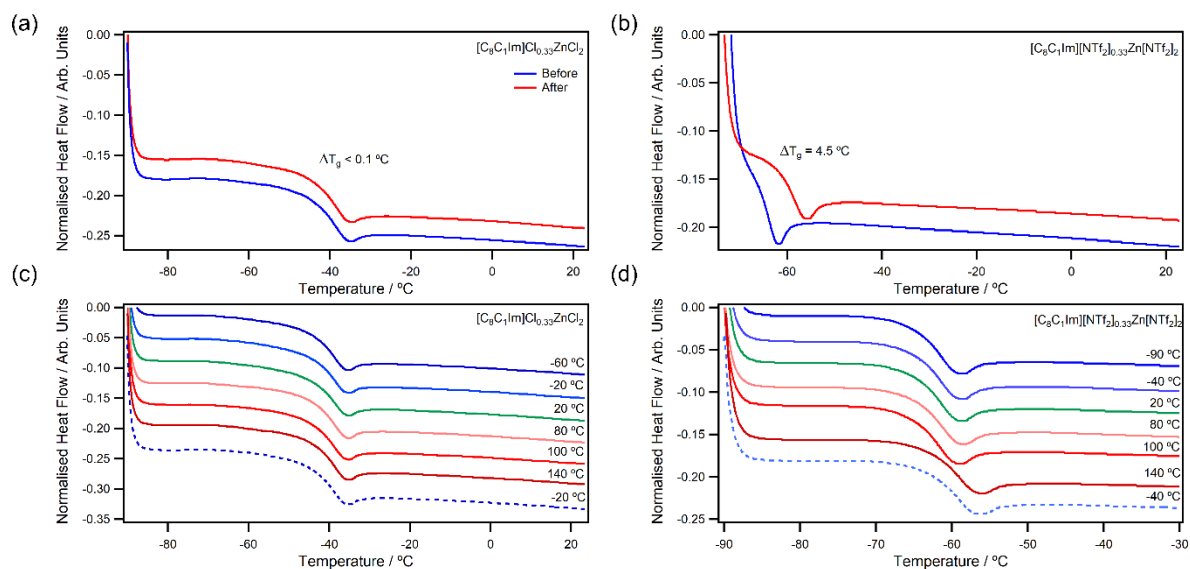 (a)
[C₈C₁Im]Cl₀.₃₃ZnCl₂
Before
After
ΔTg < 0.1 ºC
Normalised Heat Flow / Arb. Units
0.00
-0.05
-0.10
-0.15
-0.20
-0.25
-80
-60
-40
-20
0
20
Temperature / ºC
(b)
[C₈C₁Im][NTf₂]₀.₃₃Zn[NTf₂]₂
ΔTg = 4.5 ºC
Normalised Heat Flow / Arb. Units
0.00
-0.05
-0.10
-0.15
-0.20
-60
-40
-20
0
20
Temperature / ºC
(c)
[C₈C₁Im]Cl₀.₃₃ZnCl₂
-60 ºC
-20 ºC
20 ºC
80 ºC
100 ºC
140 ºC
-20 ºC
Normalised Heat Flow / Arb. Units
0.00
-0.05
-0.10
-0.15
-0.20
-0.25
-0.30
-0.35
-80
-60
-40
-20
0
20
Temperature / ºC
(d)
[C₈C₁Im][NTf₂]₀.₃₃Zn[NTf₂]₂
-90 ºC
-40 ºC
20 ºC
80 ºC
100 ºC
140 ºC
-40 ºC
Normalised Heat Flow / Arb. Units
0.00
-0.05
-0.10
-0.15
-0.20
-0.25
-90
-80
-70
-60
-50
-40
-30
Temperature / ºC